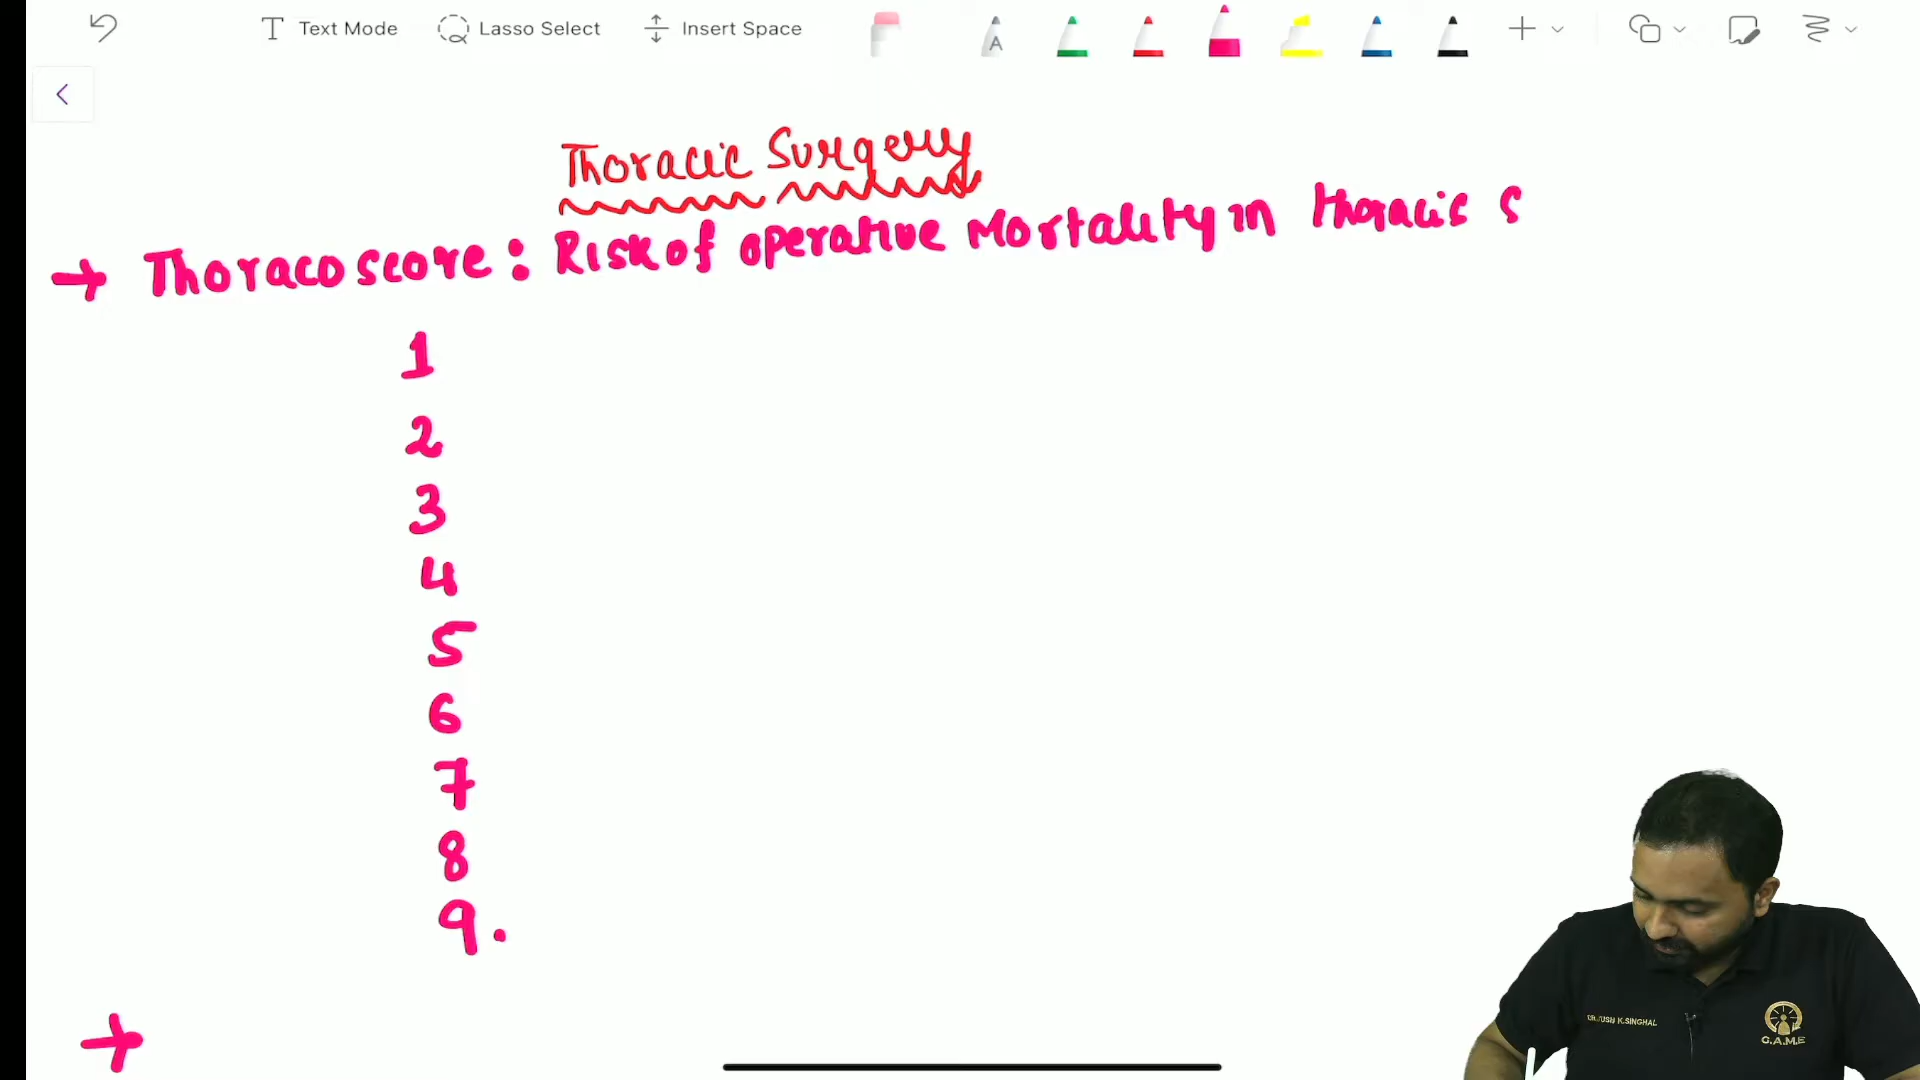 Text Mode Lasso Select Insert Space
A
Thoracic Surgery
→ Thoracoscore: Risk of operative Mortality in thoracic s
1
2
3
4
5
6
7
8
9.
→
K.SINGHAL
G.A.M.E